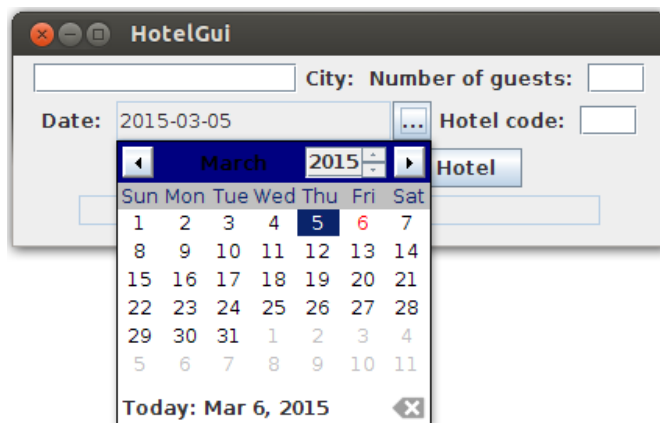 HotelGui
City: Number of guests:
Date: 2015-03-05 ... Hotel code:
March 2015 Hotel
Sun Mon Tue Wed Thu Fri Sat
1 2 3 4 5 6 7
8 9 10 11 12 13 14
15 16 17 18 19 20 21
22 23 24 25 26 27 28
29 30 31 1 2 3 4
5 6 7 8 9 10 11
Today: Mar 6, 2015